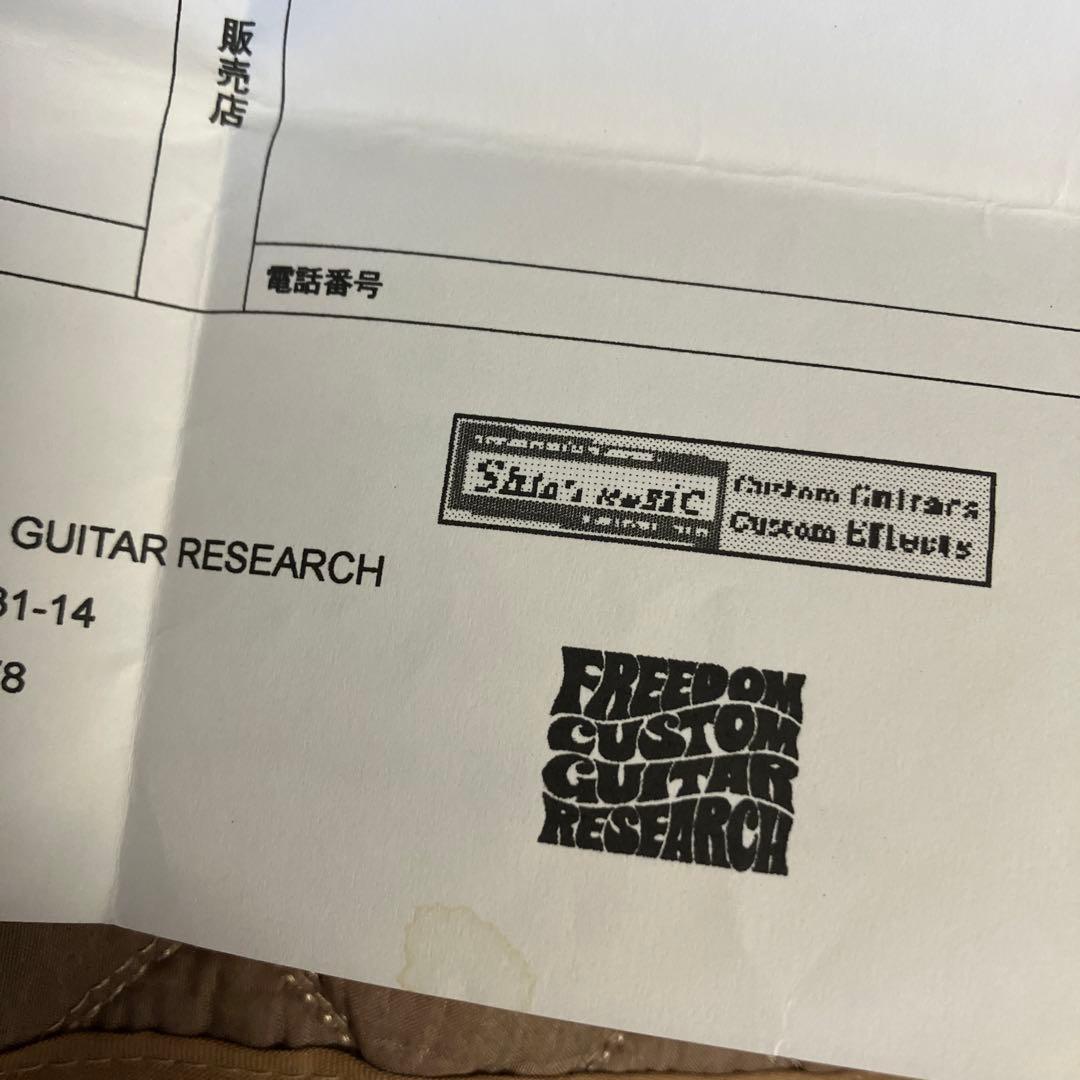 販売店
電話番号
Shin's Music
Custom Guitars
Custom Effects
GUITAR RESEARCH
31-14
8
FREEDOM
CUSTOM
GUITAR
RESEARCH